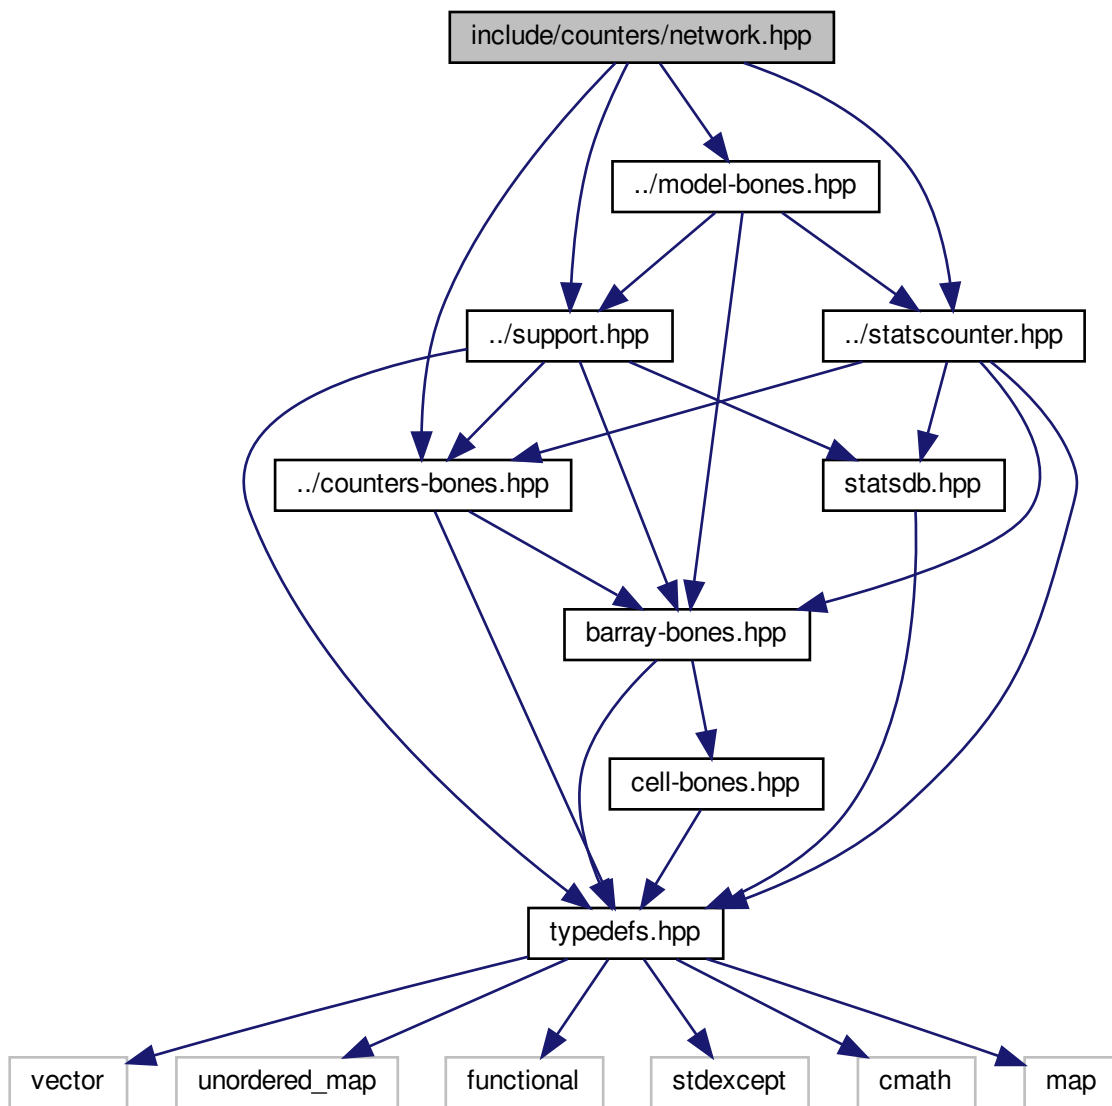 include/counters/network.hpp
../model-bones.hpp
../support.hpp
../statscounter.hpp
../counters-bones.hpp
statsdb.hpp
barray-bones.hpp
cell-bones.hpp
typedefs.hpp
vector
unordered_map
functional
stdexcept
cmath
map